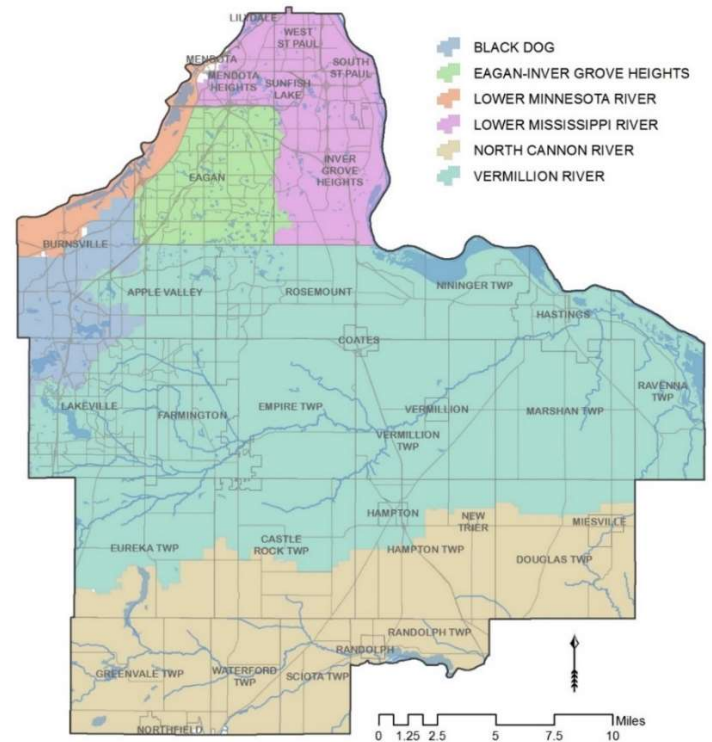 LILYDALE
WEST
ST PAUL
MENDOTA
MENDOTA
HEIGHTS
SOUTH
ST PAUL
SUNFISH
LAKE
EAGAN
INVER
GROVE
HEIGHTS
BLACK DOG
EAGAN-INVER GROVE HEIGHTS
LOWER MINNESOTA RIVER
LOWER MISSISSIPPI RIVER
NORTH CANNON RIVER
VERMILLION RIVER
BURNSVILLE
APPLE VALLEY
ROSEMOUNT
NININGER TWP
HASTINGS
COATES
RAVENNA
TWP
LAKEVILLE
FARMINGTON
EMPIRE TWP
VERMILLION
MARSHAN TWP
VERMILLION
TWP
HAMPTON
NEW
TRIER
MIESVILLE
EUREKA TWP
CASTLE
ROCK TWP
HAMPTON TWP
DOUGLAS TWP
RANDOLPH TWP
RANDOLPH
GREENVALE TWP
WATERFORD
TWP
SCIOTA TWP
NORTHFIELD
Miles
0 1.25 2.5 5 7.5 10